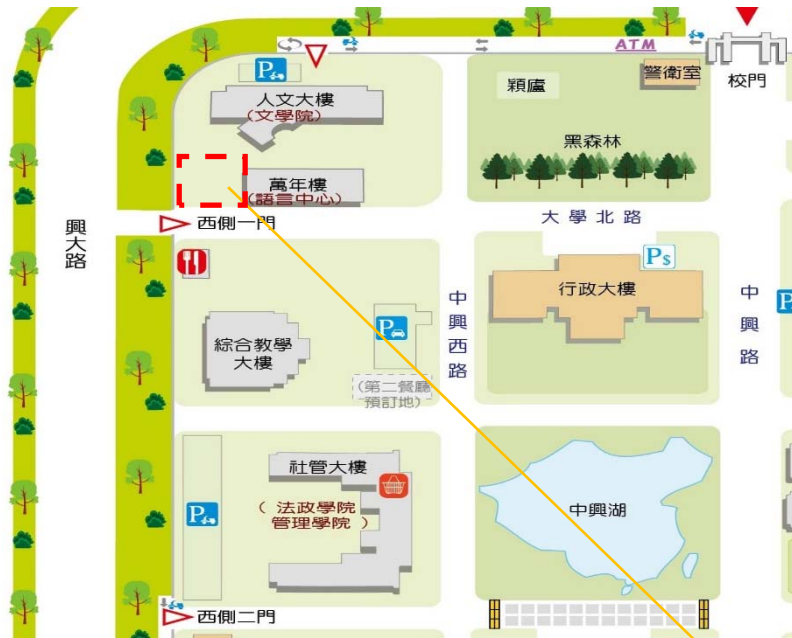 ATM
P
人文大樓
(文學院)
穎廬
警衛室
校門
黑森林
萬年樓
(語言中心)
西側一門
大學北路
興大路
綜合教學
大樓
P
(第二餐廳
預訂地)
中興西路
P$
行政大樓
中興路
P
社管大樓
( 法政學院
管理學院 )
P
中興湖
西側二門